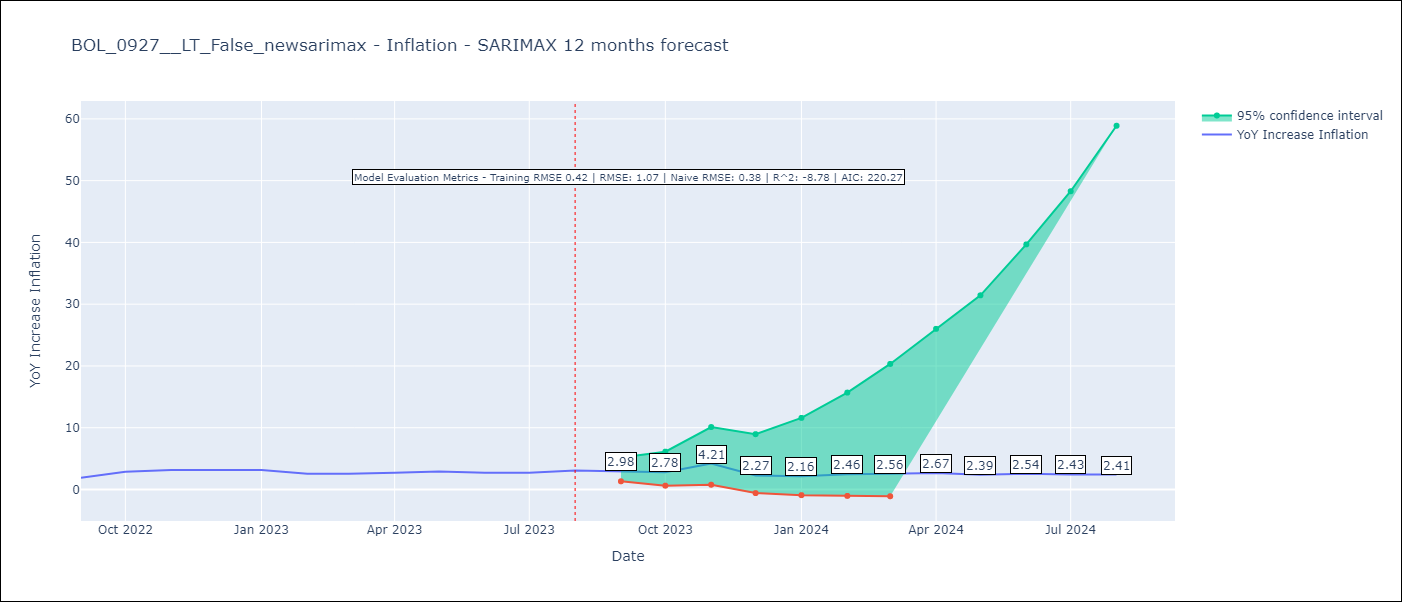 BOL_0927__LT_False_newsarimax - Inflation - SARIMAX 12 months forecast
95% confidence interval
YoY Increase Inflation
Model Evaluation Metrics - Training RMSE 0.42 | RMSE: 1.07 | Naive RMSE: 0.38 | R^2: -8.78 | AIC: 220.27
YoY Increase Inflation
60
50
40
30
20
10
0
2.98 2.78 4.21 2.27 2.16 2.46 2.56 2.67 2.39 2.54 2.43 2.41
Oct 2022 Jan 2023 Apr 2023 Jul 2023 Oct 2023 Jan 2024 Apr 2024 Jul 2024
Date